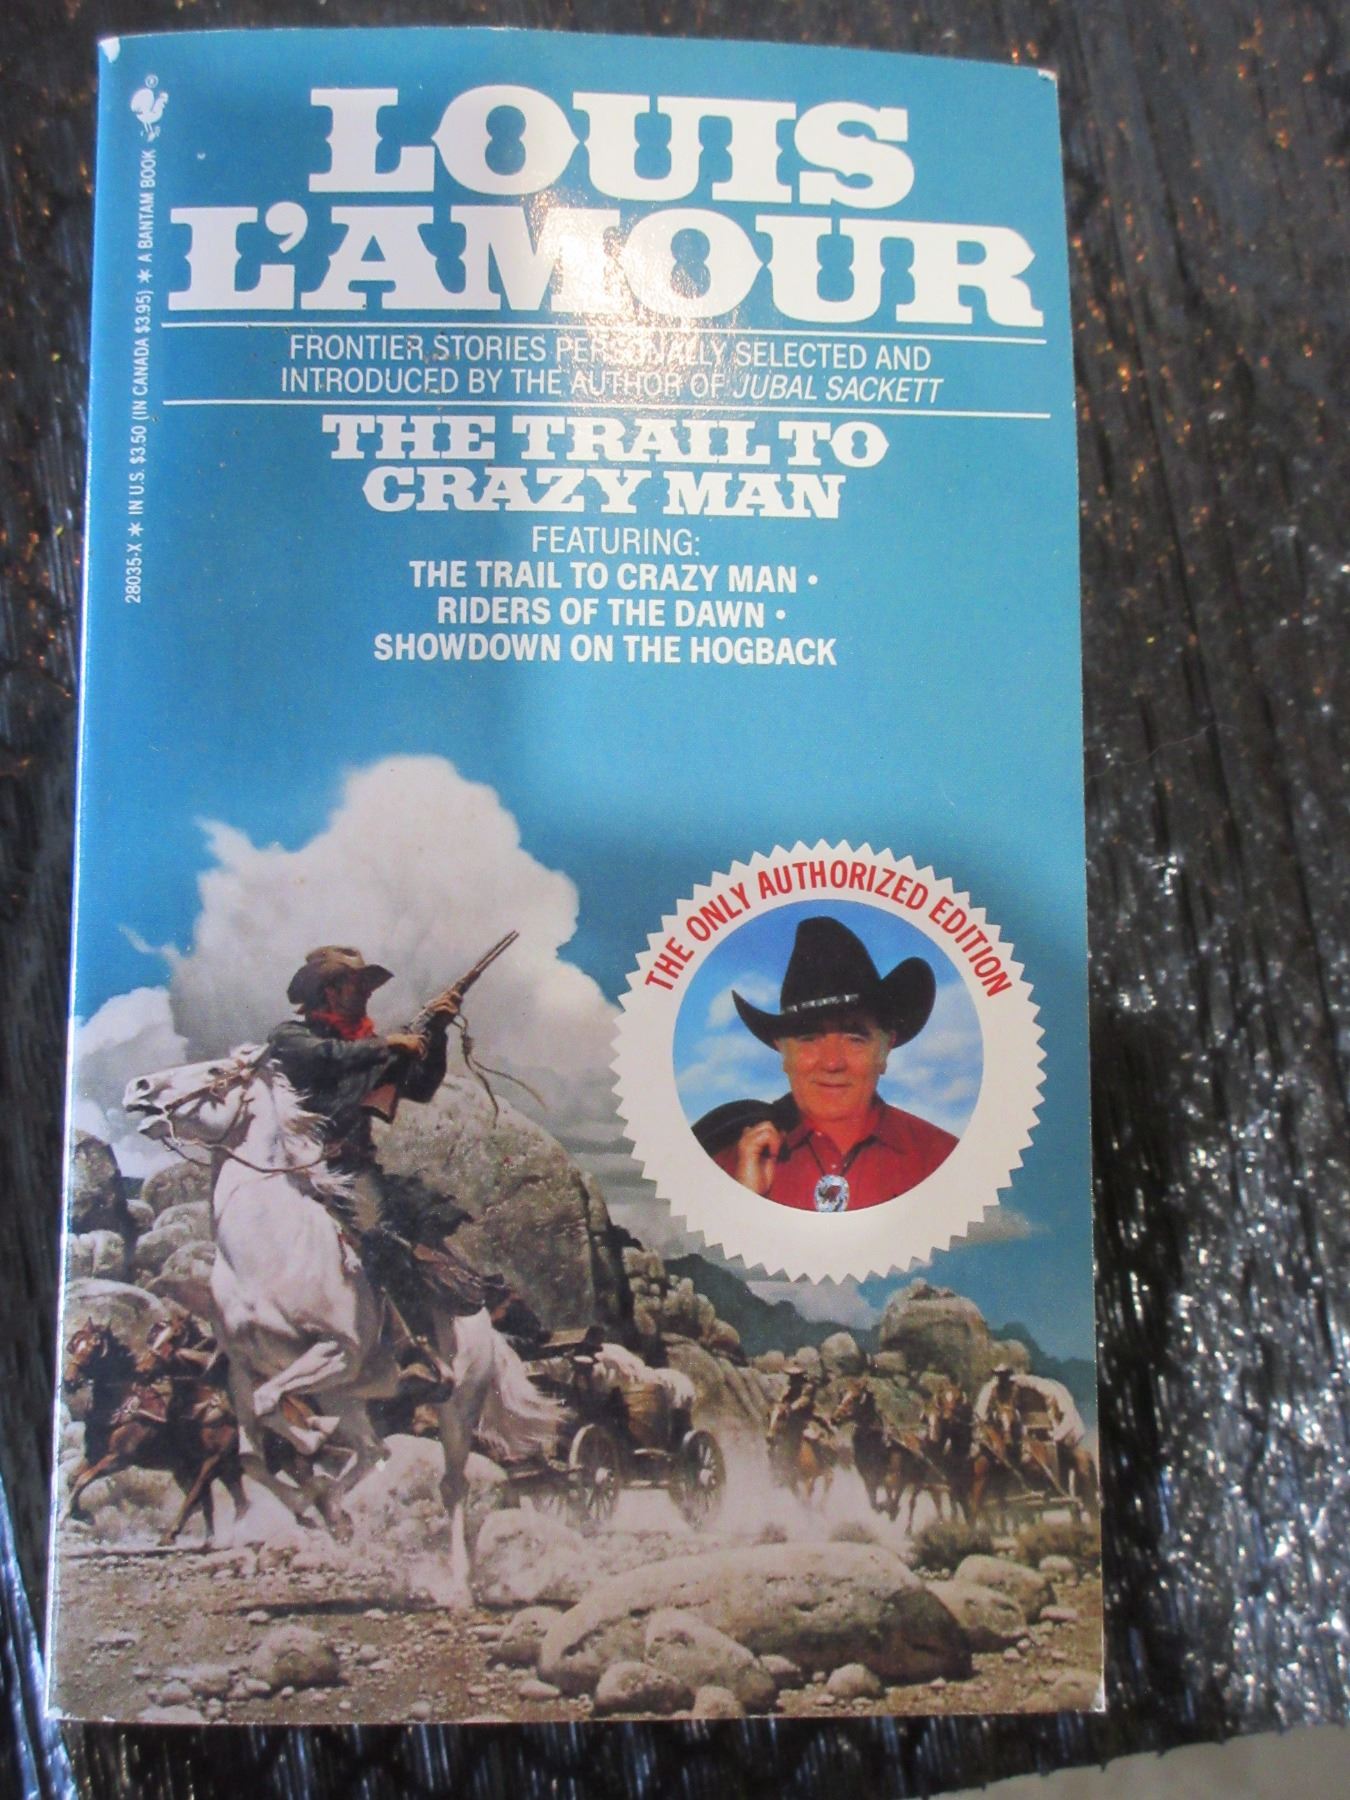 LOUIS
L'AMOUR
FRONTIER STORIES PERSONALLY SELECTED AND
INTRODUCED BY THE AUTHOR OF JUBAL SACKETT
THE TRAIL TO
CRAZY MAN
FEATURING:
THE TRAIL TO CRAZY MAN •
RIDERS OF THE DAWN •
SHOWDOWN ON THE HOGBACK
THE ONLY AUTHORIZED EDITION
28035-X * IN U.S. $3.50 (IN CANADA $3.95) * A BANTAM BOOK ®